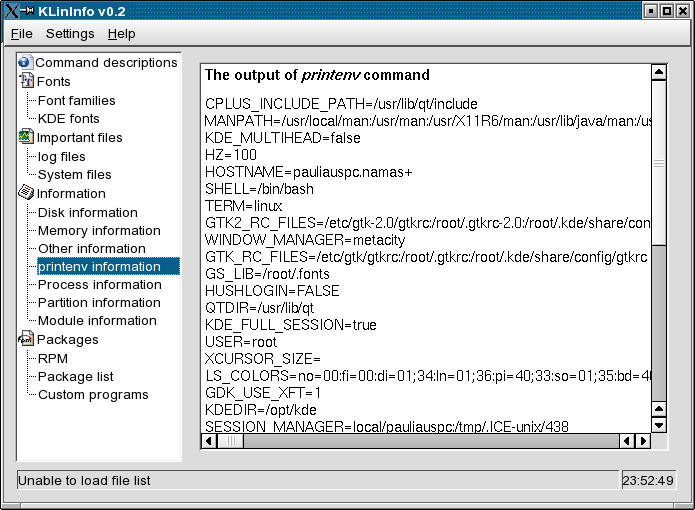 KLinInfo v0.2
File Settings Help
Command descriptions
Fonts
Font families
KDE fonts
Important files
log files
System files
Information
Disk information
Memory information
Other information
printenv information
Process information
Partition information
Module information
Packages
RPM
Package list
Custom programs
The output of printenv command
CPLUS_INCLUDE_PATH=/usr/lib/qt/include
MANPATH=/usr/local/man:/usr/man:/usr/X11R6/man:/usr/lib/java/man:/us
KDE_MULTIHEAD=false
HZ=100
HOSTNAME=pauliauspc.namas+
SHELL=/bin/bash
TERM=linux
GTK2_RC_FILES=/etc/gtk-2.0/gtkrc:/root/.gtkrc-2.0:/root/.kde/share/con
WINDOW_MANAGER=metacity
GTK_RC_FILES=/etc/gtk/gtkrc:/root/.gtkrc:/root/.kde/share/config/gtkrc
GS_LIB=/root/.fonts
HUSHLOGIN=FALSE
QTDIR=/usr/lib/qt
KDE_FULL_SESSION=true
USER=root
XCURSOR_SIZE=
LS_COLORS=no=00:fi=00:di=01;34:ln=01;36:pi=40;33:so=01;35:bd=40
GDK_USE_XFT=1
KDEDIR=/opt/kde
SESSION_MANAGER=local/pauliauspc:/tmp/.ICE-unix/438
Unable to load file list
23:52:49